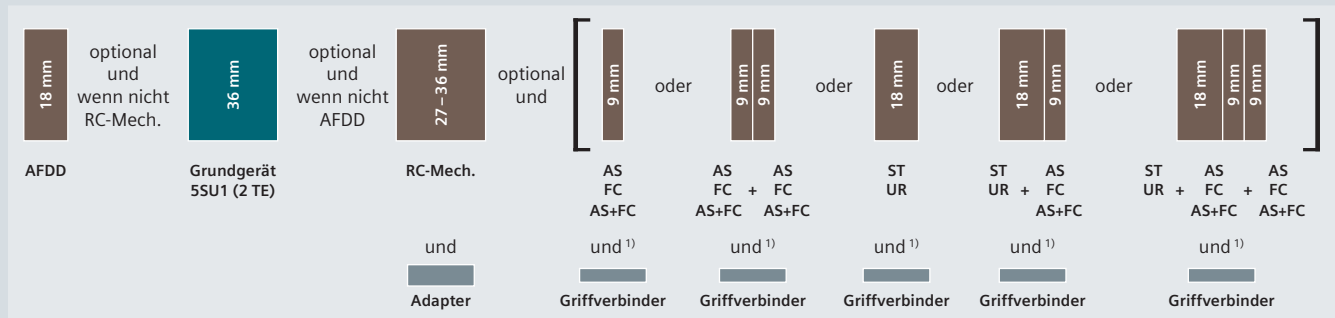 18 mm
optional
und
wenn nicht
RC-Mech.
36 mm
optional
und
wenn nicht
AFDD
27 – 36 mm
optional
und
9 mm
oder
9 mm
9 mm
oder
18 mm
oder
18 mm
9 mm
oder
18 mm
9 mm
9 mm
AFDD
Grundgerät
5SU1 (2 TE)
RC-Mech.
AS
FC
AS+FC
AS AS
FC + FC
AS+FC AS+FC
ST
UR
ST AS
UR + FC
AS+FC
ST AS AS
UR + FC + FC
AS+FC AS+FC
und
und 1)
und 1)
und 1)
und 1)
und 1)
Adapter
Griffverbinder
Griffverbinder
Griffverbinder
Griffverbinder
Griffverbinder